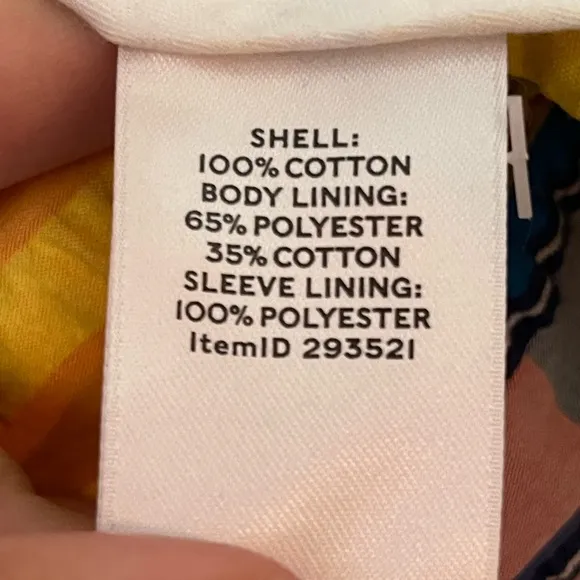 SHELL:
100% COTTON
BODY LINING:
65% POLYESTER
35% COTTON
SLEEVE LINING:
100% POLYESTER
ItemID 293521